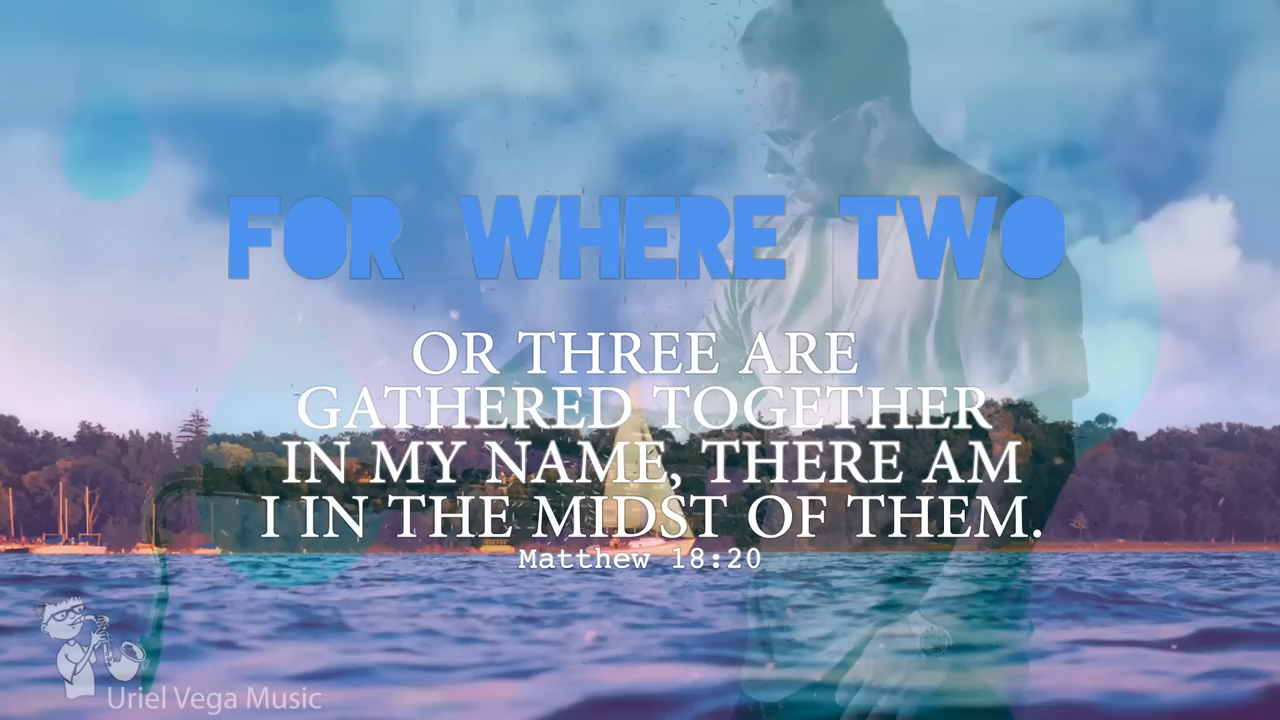 FOR WHERE TWO
OR THREE ARE
GATHERED TOGETHER
IN MY NAME, THERE AM
I IN THE MIDST OF THEM.
Matthew 18:20
Uriel Vega Music